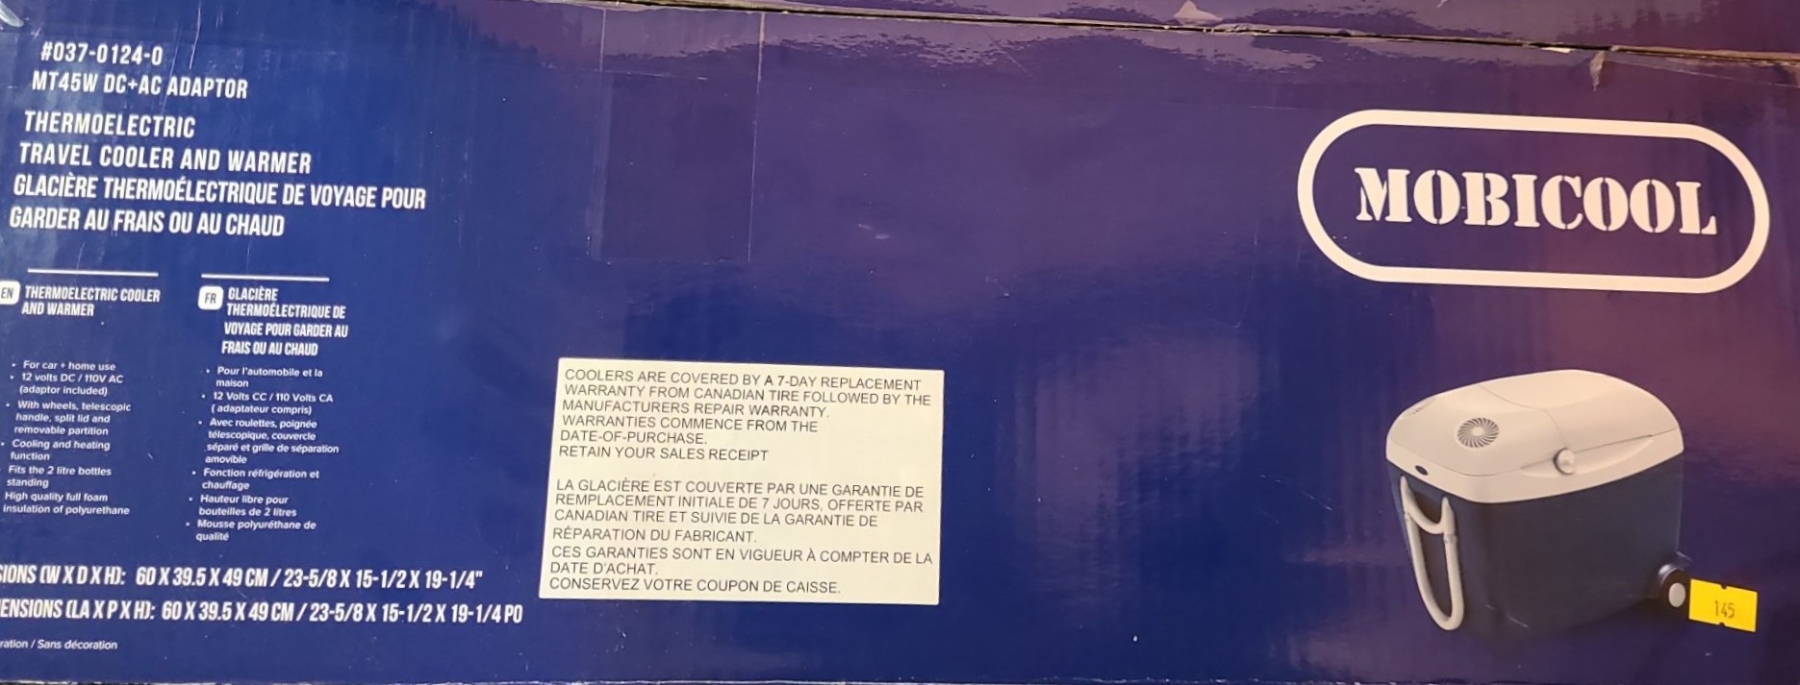 #037-0124-0
MT45W DC+AC ADAPTOR
THERMOELECTRIC
TRAVEL COOLER AND WARMER
GLACIÈRE THERMOÉLECTRIQUE DE VOYAGE POUR
GARDER AU FRAIS OU AU CHAUD
EN THERMOELECTRIC COOLER
AND WARMER
• For car + home use
• 12 volts DC / 110V AC
(adaptor included)
• With wheels, telescopic
handle, split lid and
removable partition
• Cooling and heating
function
Fits the 2 litre bottles
standing
High quality full foam
insulation of polyurethane
FR GLACIÈRE
THERMOÉLECTRIQUE DE
VOYAGE POUR GARDER AU
FRAIS OU AU CHAUD
• Pour l'automobile et la
maison
• 12 Volts CC / 110 Volts CA
( adaptateur compris)
• Avec roulettes, poignée
télescopique, couvercle
séparé et grille de séparation
amovible
• Fonction réfrigération et
chauffage
• Hauteur libre pour
bouteilles de 2 litres
• Mousse polyuréthane de
qualité
SIONS (W X D X H): 60 X 39.5 X 49 CM / 23-5/8 X 15-1/2 X 19-1/4"
ENSIONS (LA X P X H): 60 X 39.5 X 49 CM / 23-5/8 X 15-1/2 X 19-1/4 PO
ration / Sans décoration
COOLERS ARE COVERED BY A 7-DAY REPLACEMENT
WARRANTY FROM CANADIAN TIRE FOLLOWED BY THE
MANUFACTURERS REPAIR WARRANTY.
WARRANTIES COMMENCE FROM THE
DATE-OF-PURCHASE.
RETAIN YOUR SALES RECEIPT
LA GLACIÈRE EST COUVERTE PAR UNE GARANTIE DE
REMPLACEMENT INITIALE DE 7 JOURS, OFFERTE PAR
CANADIAN TIRE ET SUIVIE DE LA GARANTIE DE
RÉPARATION DU FABRICANT.
CES GARANTIES SONT EN VIGUEUR À COMPTER DE LA
DATE D'ACHAT.
CONSERVEZ VOTRE COUPON DE CAISSE.
MOBICOOL
145